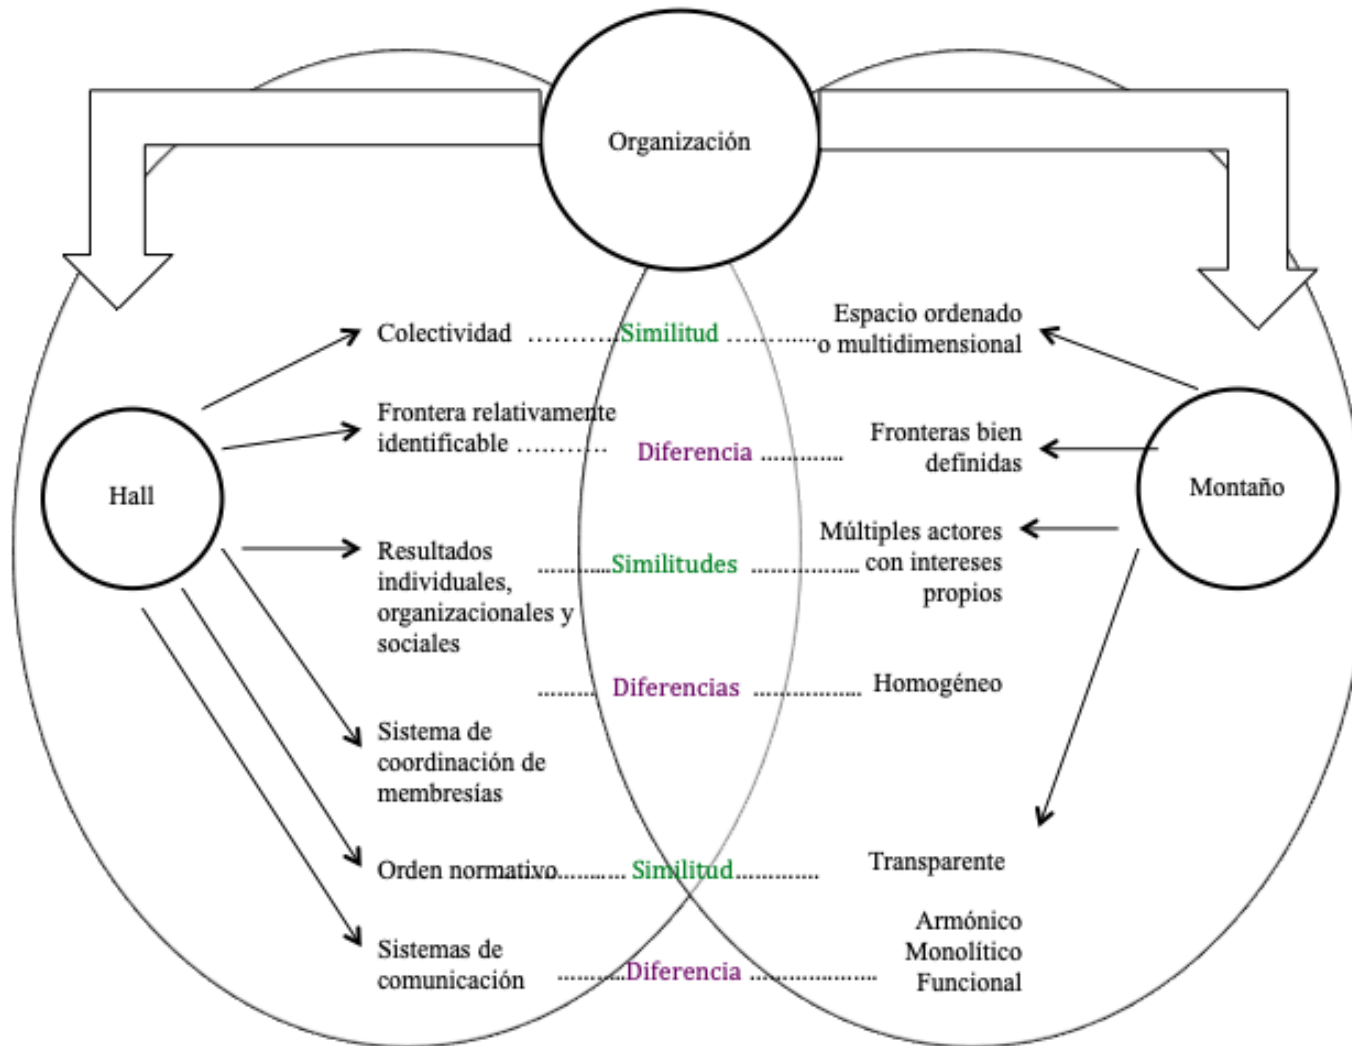 Organización
Colectividad ..........Similitud ..............
Espacio ordenado
o multidimensional
Frontera relativamente
identificable ..........
Diferencia .............
Fronteras bien
definidas
Hall
Montaño
Resultados
individuales,
organizacionales y
sociales
...........Similitudes .................
Múltiples actores
con intereses
propios
......... Diferencias .................
Homogéneo
Sistema de
coordinación de
membresías
Orden normativo.................. Similitud.............
Transparente
Sistemas de
comunicación
..........Diferencia .................
Armónico
Monolítico
Funcional